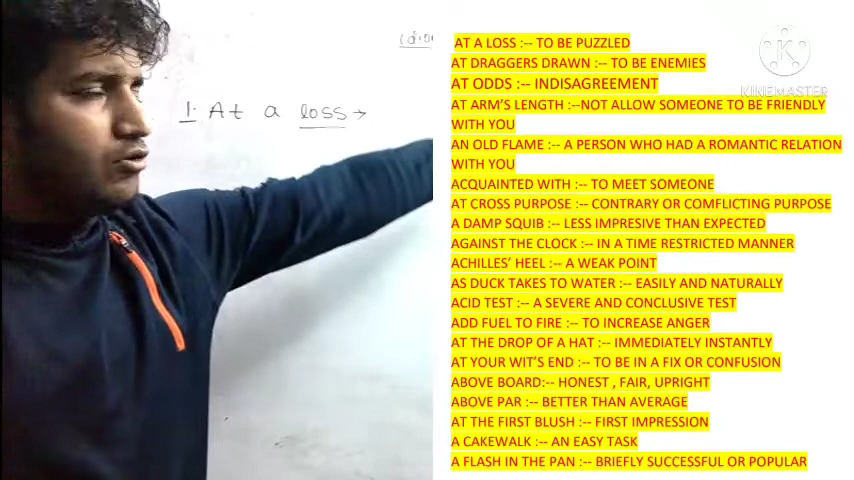 1. At a loss →
AT A LOSS :-- TO BE PUZZLED
AT DRAGGERS DRAWN :-- TO BE ENEMIES
AT ODDS :-- INDISAGREEMENT
AT ARM'S LENGTH :--NOT ALLOW SOMEONE TO BE FRIENDLY
WITH YOU
AN OLD FLAME :-- A PERSON WHO HAD A ROMANTIC RELATION
WITH YOU
ACQUAINTED WITH :-- TO MEET SOMEONE
AT CROSS PURPOSE :-- CONTRARY OR COMFLICTING PURPOSE
A DAMP SQUIB :-- LESS IMPRESIVE THAN EXPECTED
AGAINST THE CLOCK :-- IN A TIME RESTRICTED MANNER
ACHILLES' HEEL :-- A WEAK POINT
AS DUCK TAKES TO WATER :-- EASILY AND NATURALLY
ACID TEST :-- A SEVERE AND CONCLUSIVE TEST
ADD FUEL TO FIRE :-- TO INCREASE ANGER
AT THE DROP OF A HAT :-- IMMEDIATELY INSTANTLY
AT YOUR WIT'S END :-- TO BE IN A FIX OR CONFUSION
ABOVE BOARD:-- HONEST , FAIR, UPRIGHT
ABOVE PAR :-- BETTER THAN AVERAGE
AT THE FIRST BLUSH :-- FIRST IMPRESSION
A CAKEWALK :-- AN EASY TASK
A FLASH IN THE PAN :-- BRIEFLY SUCCESSFUL OR POPULAR
KINEMASTER